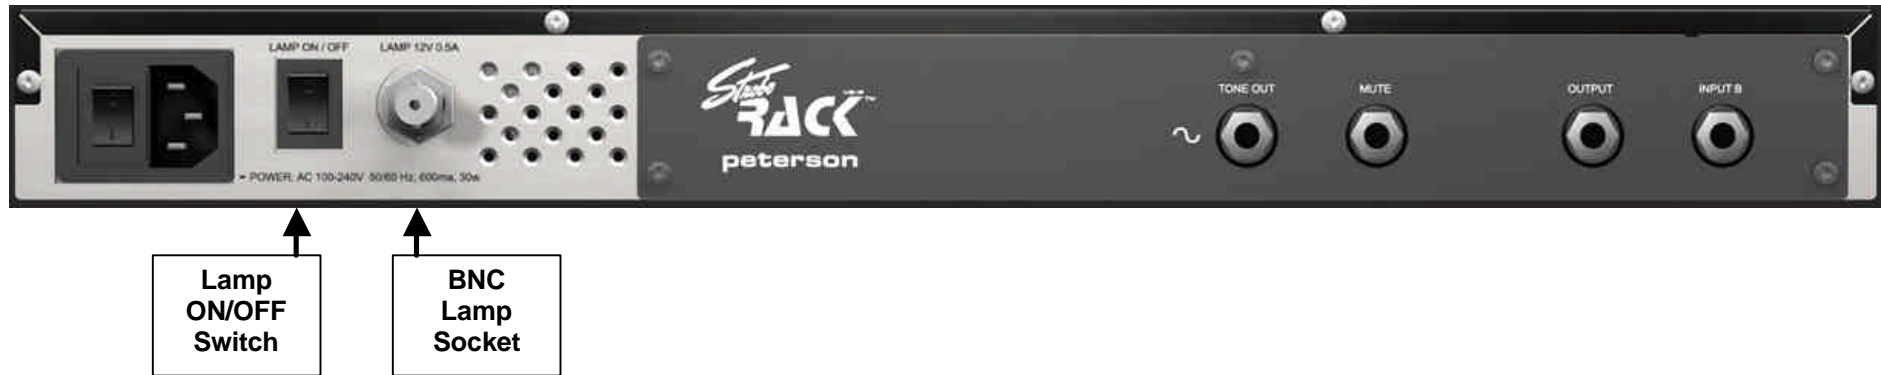 LAMP ON / OFF
LAMP 12V 0.5A
POWER: AC 100-240V 50/60 Hz, 600ma, 30w
Strobo
RACK™
peterson
TONE OUT
MUTE
OUTPUT
INPUT B
Lamp
ON/OFF
Switch
BNC
Lamp
Socket